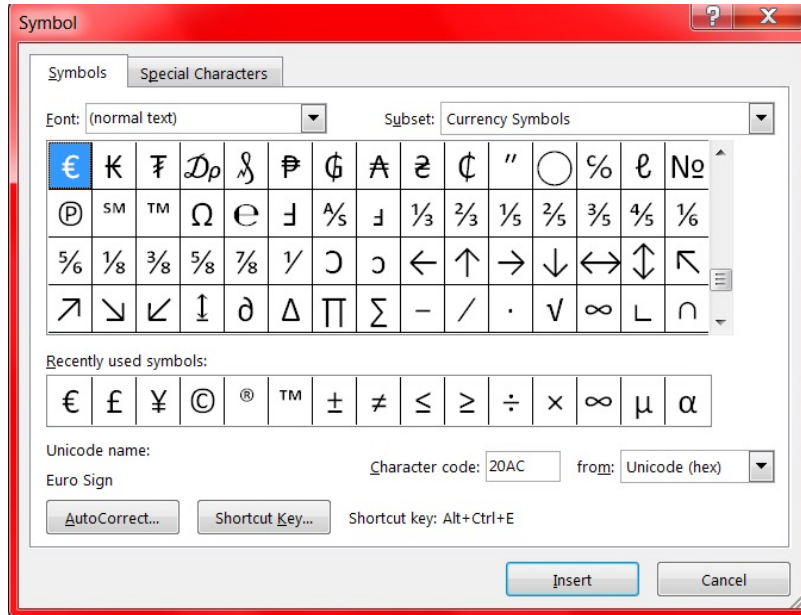 Symbol ? X
Symbols Special Characters
Font: (normal text) Subset: Currency Symbols
€ ₭ ₮ ₯ ₰ ₱ ₲ ₳ ₴ ₵ ″ ◯ ℅ ℓ №
℗ ℠ ™ Ω ℮ Ⅎ ⅍ ⅎ ⅓ ⅔ ⅕ ⅖ ⅗ ⅘ ⅙
⅚ ⅛ ⅜ ⅝ ⅞ ⅟ Ↄ ↄ ← ↑ → ↓ ↔ ↕ ↖
↗ ↘ ↙ ↨ ∂ ∆ ∏ ∑ − ∕ ∙ √ ∞ ∟ ∩
Recently used symbols:
€ £ ¥ © ® ™ ± ≠ ≤ ≥ ÷ × ∞ µ α
Unicode name:
Euro Sign
Character code: 20AC from: Unicode (hex)
AutoCorrect... Shortcut Key... Shortcut key: Alt+Ctrl+E
Insert Cancel